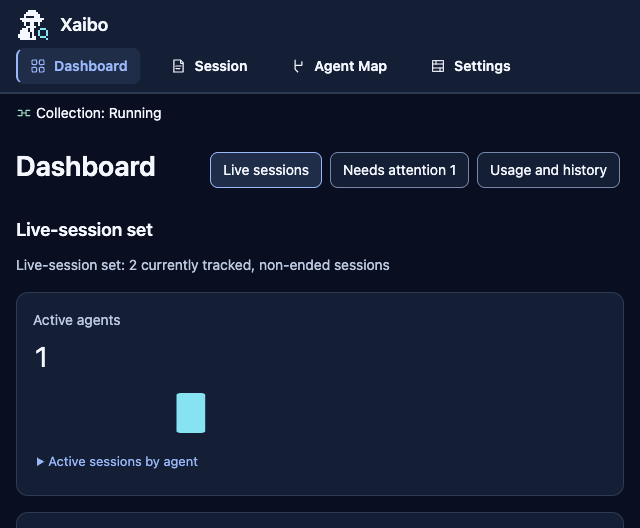 Xaibo
Dashboard
Session
Agent Map
Settings
Collection: Running
Dashboard
Live sessions
Needs attention 1
Usage and history
Live-session set
Live-session set: 2 currently tracked, non-ended sessions
Active agents
1
Active sessions by agent